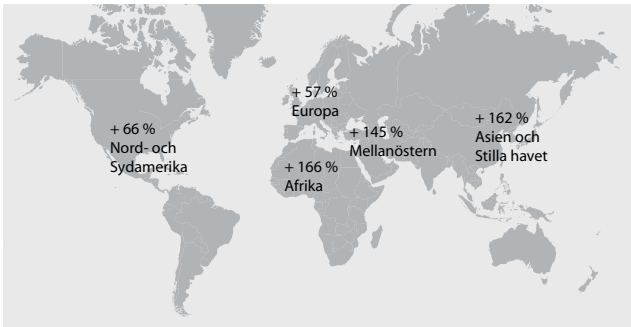 + 57 %
Europa
+ 66 %
Nord- och
Sydamerika
+ 145 %
Mellanöstern
+ 162 %
Asien och
Stilla havet
+ 166 %
Afrika